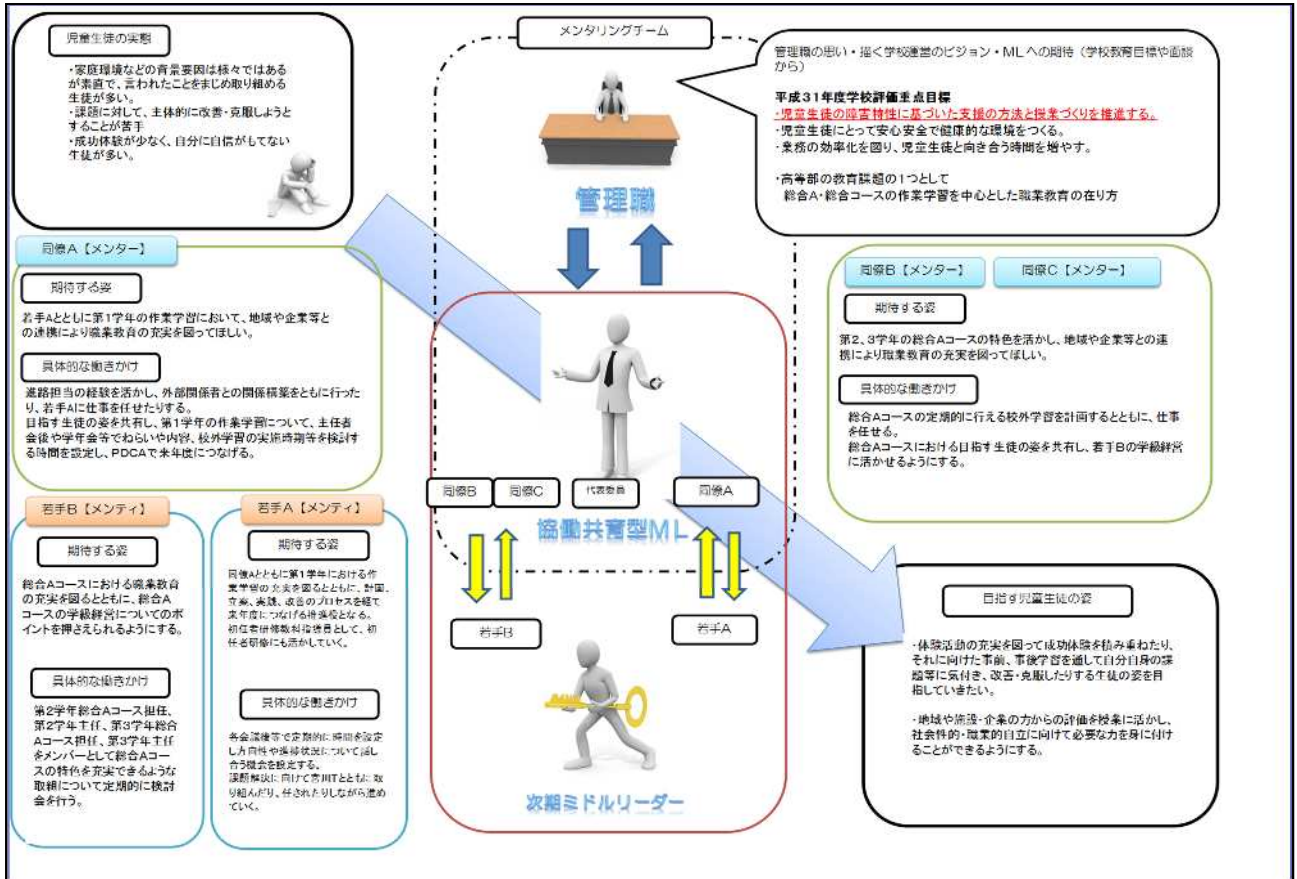 メンタリングチーム
児童生徒の実態
・家庭環境などの背景要因は様々ではある
が素直で、言われたことをまじめ取り組める
生徒が多い。
・課題に対して、主体的に改善・克服しようと
することが苦手
・成功体験が少なく、自分に自信がもてない
生徒が多い。
管理職の思い・描く学校運営のビジョン・MLへの期待（学校教育目標や面談
から）
平成31年度学校評価重点目標
・児童生徒の障害特性に基づいた支援の方法と授業づくりを推進する。
・児童生徒にとって安心安全で健康的な環境をつくる。
・業務の効率化を図り、児童生徒と向き合う時間を増やす。
・高等部の教育課題の1つとして
総合A・総合コースの作業学習を中心とした職業教育の在り方
管理職
同僚A【メンター】
期待する姿
若手Aとともに第1学年の作業学習において、地域や企業等と
の連携により職業教育の充実を図ってほしい。
具体的な働きかけ
進路担当の経験を活かし、外部関係者との関係構築をともに行った
り、若手Aに仕事を任せたりする。
目指す生徒の姿を共有し、第1学年の作業学習について、主任者
会後や学年会等でねらいや内容、校外学習の実施時期等を検討す
る時間を設定し、PDCAで来年度につなげる。
同僚B【メンター】
同僚C【メンター】
期待する姿
第2、3学年の総合Aコースの特色を活かし、地域や企業等との連
携により職業教育の充実を図ってほしい。
具体的な働きかけ
総合Aコースの定期的に行える校外学習を計画するとともに、仕事
を任せる。
総合Aコースにおける目指す生徒の姿を共有し、若手Bの学級経営
に活かせるようにする。
同僚B
同僚C
代表委員
同僚A
協働共育型ML
若手B【メンティ】
期待する姿
総合Aコースにおける職業教育
の充実を図るとともに、総合A
コースの学級経営についてのポ
イントを押さえられるようにする。
具体的な働きかけ
第2学年総合Aコース担任、
第2学年主任、第3学年総合
Aコース担任、第3学年主任
をメンバーとして総合Aコー
スの特色を充実できるような
取組について定期的に検討
会を行う。
若手A【メンティ】
期待する姿
同僚Aとともに第1学年における作
業学習の充実を図るとともに、計画、
立案、実践、改善のプロセスを経て
来年度につなげる推進役となる。
初任者研修教科指導員として、初
任者研修にも活かしていく。
具体的な働きかけ
各会議後等で定期的に時間を設定
し方向性や進捗状況について話し
合う機会を設定する。
課題解決に向けて宮川Tとともに取
り組んだり、任されたりしながら進め
ていく。
若手B
若手A
次期ミドルリーダー
目指す児童生徒の姿
・体験活動の充実を図って成功体験を積み重ねたり、
それに向けた事前、事後学習を通して自分自身の課
題等に気付き、改善・克服したりする生徒の姿を目
指していきたい。
・地域や施設・企業の方からの評価を授業に活かし、
社会性的・職業的自立に向けて必要な力を身に付け
ることができるようにする。